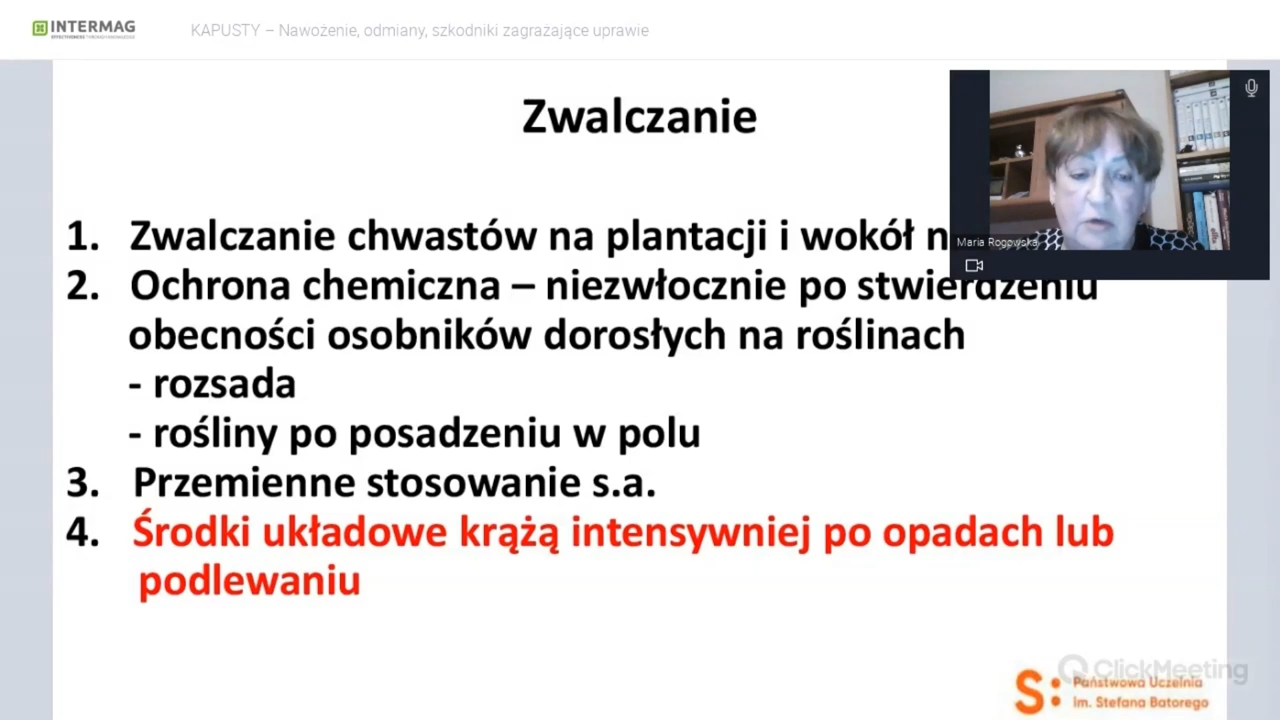 INTERMAG
KAPUSTY – Nawożenie, odmiany, szkodniki zagrażające uprawie
Zwalczanie
Maria Rogowska
1. Zwalczanie chwastów na plantacji i wokół
2. Ochrona chemiczna – niezwłocznie po stwierdzeniu
obecności osobników dorosłych na roślinach
- rozsada
- rośliny po posadzeniu w polu
3. Przemienne stosowanie s.a.
4. Środki układowe krążą intensywniej po opadach lub
podlewaniu
ClickMeeting
S:
Państwowa Uczelnia
im. Stefana Batorego